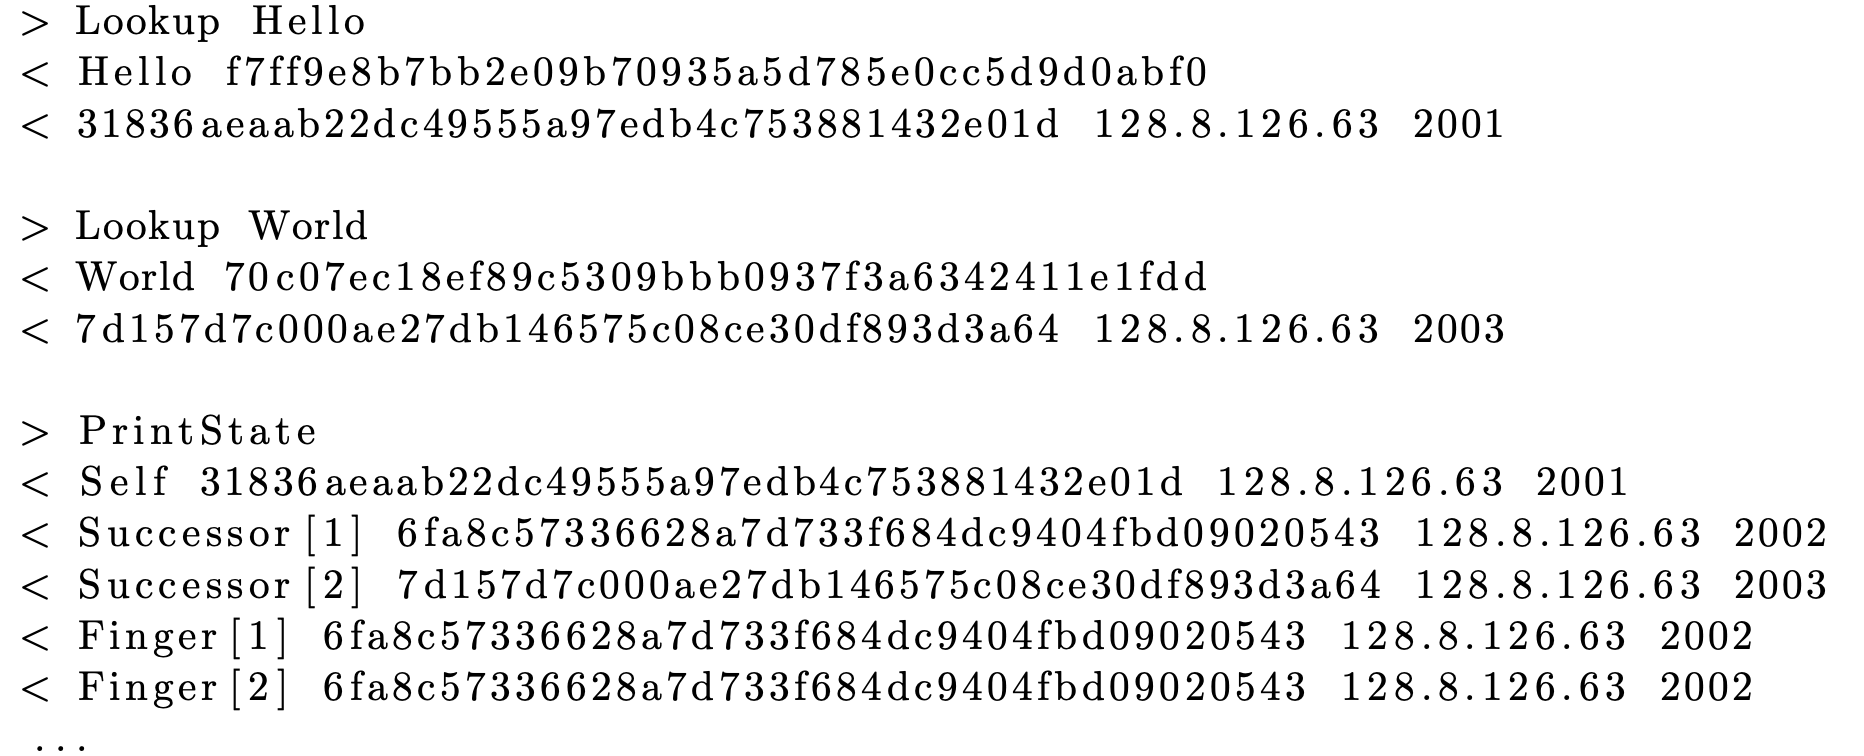 > Lookup Hello
< Hello f7ff9e8b7bb2e09b70935a5d785e0cc5d9d0abf0
< 31836aeaab22dc49555a97edb4c753881432e01d 128.8.126.63 2001
> Lookup World
< World 70c07ec18ef89c5309bbb0937f3a6342411e1fdd
< 7d157d7c000ae27db146575c08ce30df893d3a64 128.8.126.63 2003
> PrintState
< Self 31836aeaab22dc49555a97edb4c753881432e01d 128.8.126.63 2001
< Successor[1] 6fa8c57336628a7d733f684dc9404fbd09020543 128.8.126.63 2002
< Successor[2] 7d157d7c000ae27db146575c08ce30df893d3a64 128.8.126.63 2003
< Finger[1] 6fa8c57336628a7d733f684dc9404fbd09020543 128.8.126.63 2002
< Finger[2] 6fa8c57336628a7d733f684dc9404fbd09020543 128.8.126.63 2002
...